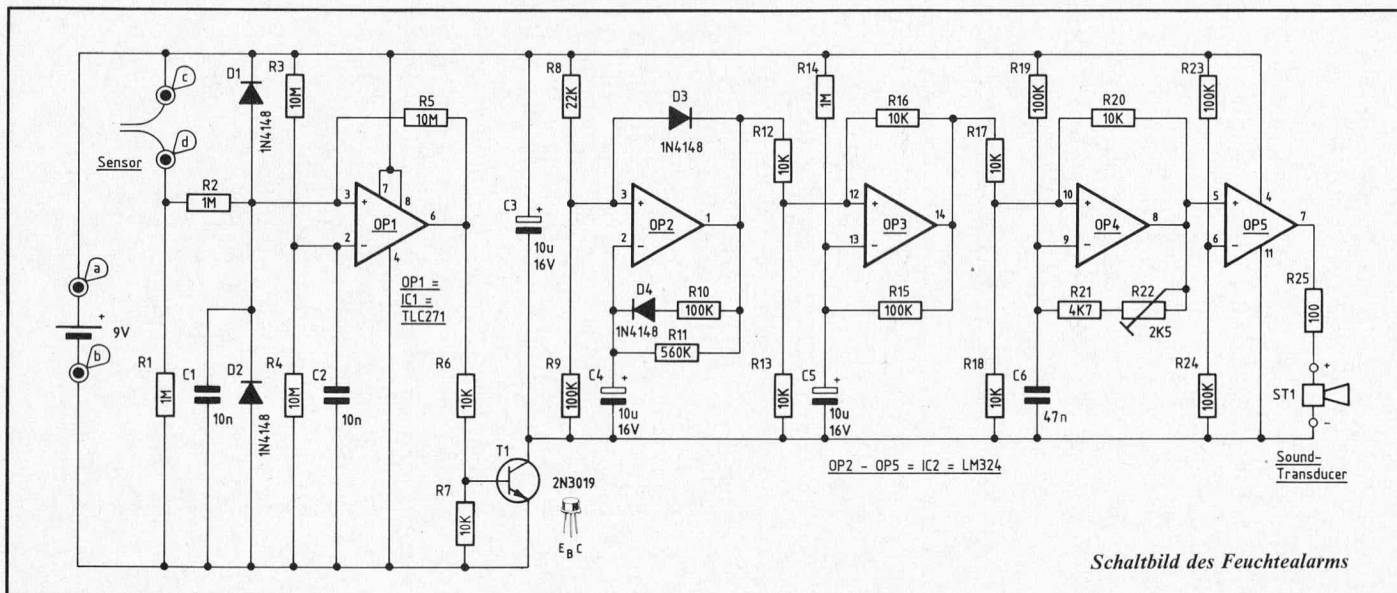 c
d
Sensor
a
+
9V
b
R1
1M
R2
1M
D1
1N4148
C1
10n
D2
1N4148
R3
10M
R4
10M
C2
10n
R5
10M
3
+
2
−
7
8
OP1
6
4
OP1 =
IC1 =
TLC271
R6
10K
R7
10K
T1
2N3019
E B C
C3
+
10u
16V
R8
22K
R9
100K
D3
1N4148
3
+
2
−
OP2
1
D4
1N4148
R10
100K
R11
560K
C4
+
10u
16V
R12
10K
R13
10K
R14
1M
R16
10K
12
+
13
−
OP3
14
R15
100K
C5
+
10u
16V
R17
10K
R18
10K
R19
100K
R20
10K
10
+
9
−
OP4
8
R21
4K7
R22
2K5
C6
47n
R23
100K
R24
100K
5
+
6
−
OP5
4
7
11
R25
100
+
ST1
−
Sound-
Transducer
OP2 - OP5 = IC2 = LM324
Schaltbild des Feuchtealarms